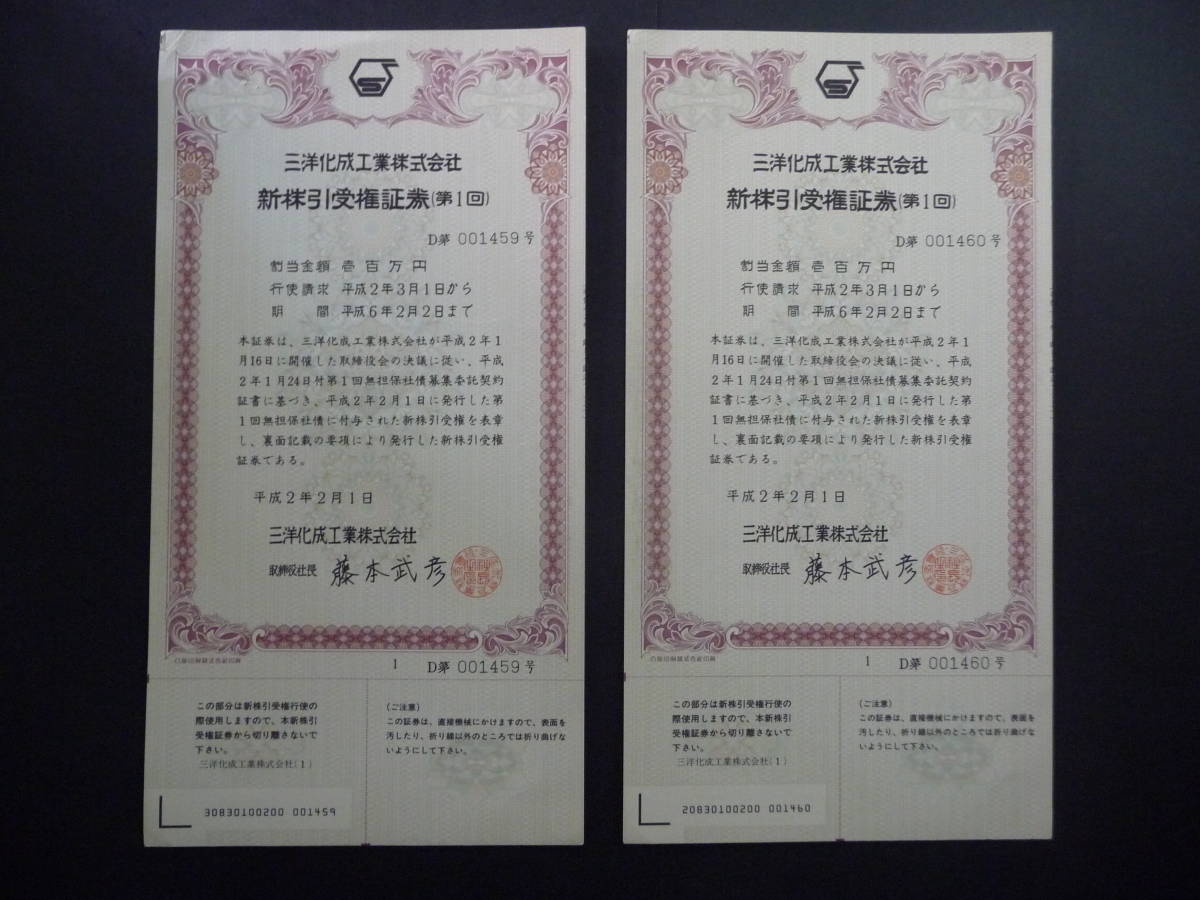 三洋化成工業株式会社
新株引受権証券(第1回)
D第 001459 号
割当金額 壱百万円
行使請求 平成2年3月1日から
期間 平成6年2月2日まで
本証券は、三洋化成工業株式会社が平成2年1
月16日に開催した取締役会の決議に従い、平成
2年1月24日付第1回無担保社債募集委託契約
証書に基づき、平成2年2月1日に発行した第
1回無担保社債に付与された新株引受権を表章
し、裏面記載の要項により発行した新株引受権
証券である。
平成2年2月1日
三洋化成工業株式会社
取締役社長 藤本武彦
1 D第 001459 号
この部分は新株引受権行使の
際使用しますので、本新株引
受権証券から切り離さないで
下さい。
三洋化成工業株式会社(1)
30830100200 001459
(ご注意)
この証券は、直接機械にかけますので、表面を
汚したり、折り線以外のところでは折り曲げな
いようにして下さい。
三洋化成工業株式会社
新株引受権証券(第1回)
D第 001460 号
割当金額 壱百万円
行使請求 平成2年3月1日から
期間 平成6年2月2日まで
本証券は、三洋化成工業株式会社が平成2年1
月16日に開催した取締役会の決議に従い、平成
2年1月24日付第1回無担保社債募集委託契約
証書に基づき、平成2年2月1日に発行した第
1回無担保社債に付与された新株引受権を表章
し、裏面記載の要項により発行した新株引受権
証券である。
平成2年2月1日
三洋化成工業株式会社
取締役社長 藤本武彦
1 D第 001460 号
この部分は新株引受権行使の
際使用しますので、本新株引
受権証券から切り離さないで
下さい。
三洋化成工業株式会社(1)
20830100200 001460
(ご注意)
この証券は、直接機械にかけますので、表面を
汚したり、折り線以外のところでは折り曲げな
いようにして下さい。